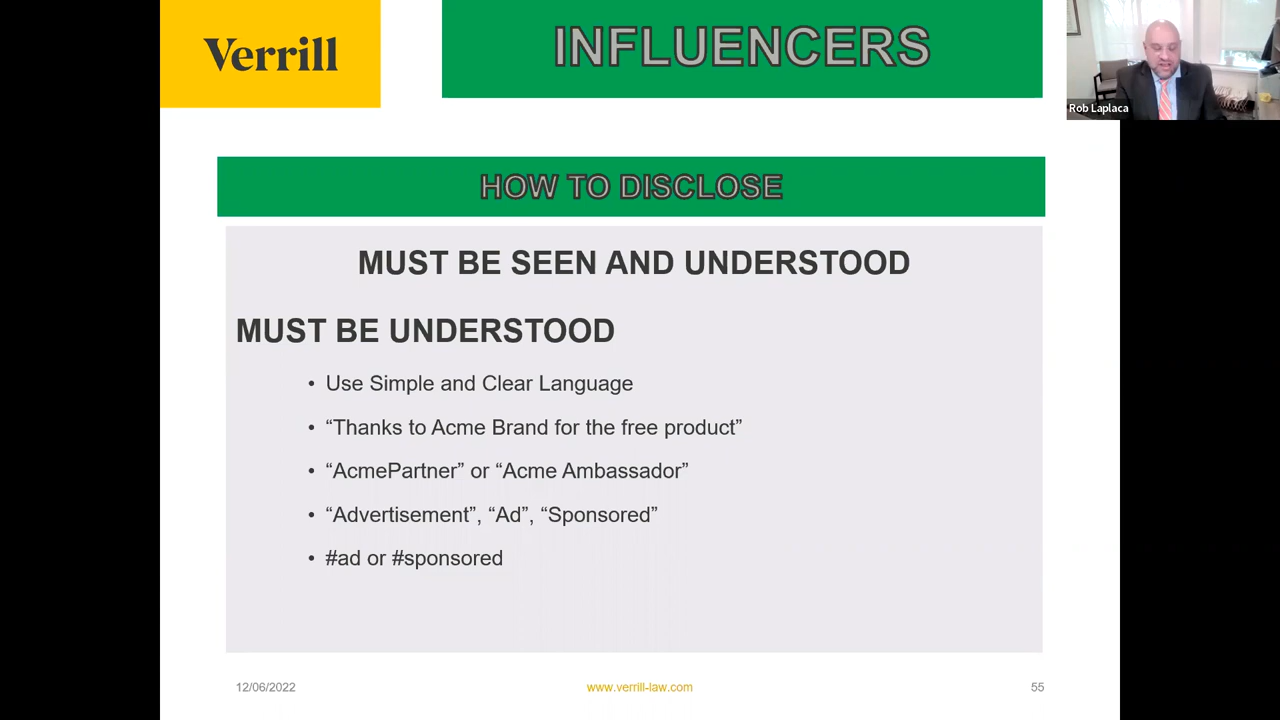 Verrill
INFLUENCERS
Rob Laplaca
HOW TO DISCLOSE
MUST BE SEEN AND UNDERSTOOD
MUST BE UNDERSTOOD
• Use Simple and Clear Language
• “Thanks to Acme Brand for the free product”
• “AcmePartner” or “Acme Ambassador”
• “Advertisement”, “Ad”, “Sponsored”
• #ad or #sponsored
12/06/2022
www.verrill-law.com
55